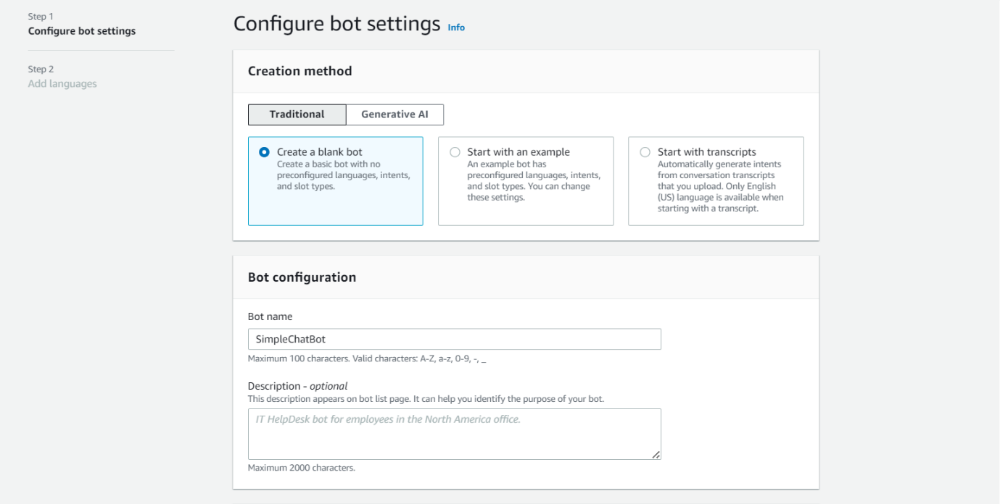 Step 1
Configure bot settings
Step 2
Add languages
Configure bot settings Info
Creation method
Traditional
Generative AI
Create a blank bot
Create a basic bot with no
preconfigured languages, intents,
and slot types.
Start with an example
An example bot has
preconfigured languages, intents,
and slot types. You can change
these settings.
Start with transcripts
Automatically generate intents
from conversation transcripts
that you upload. Only English
(US) language is available when
starting with a transcript.
Bot configuration
Bot name
SimpleChatBot
Maximum 100 characters. Valid characters: A-Z, a-z, 0-9, -, _
Description - optional
This description appears on bot list page. It can help you identify the purpose of your bot.
IT HelpDesk bot for employees in the North America office.
Maximum 2000 characters.